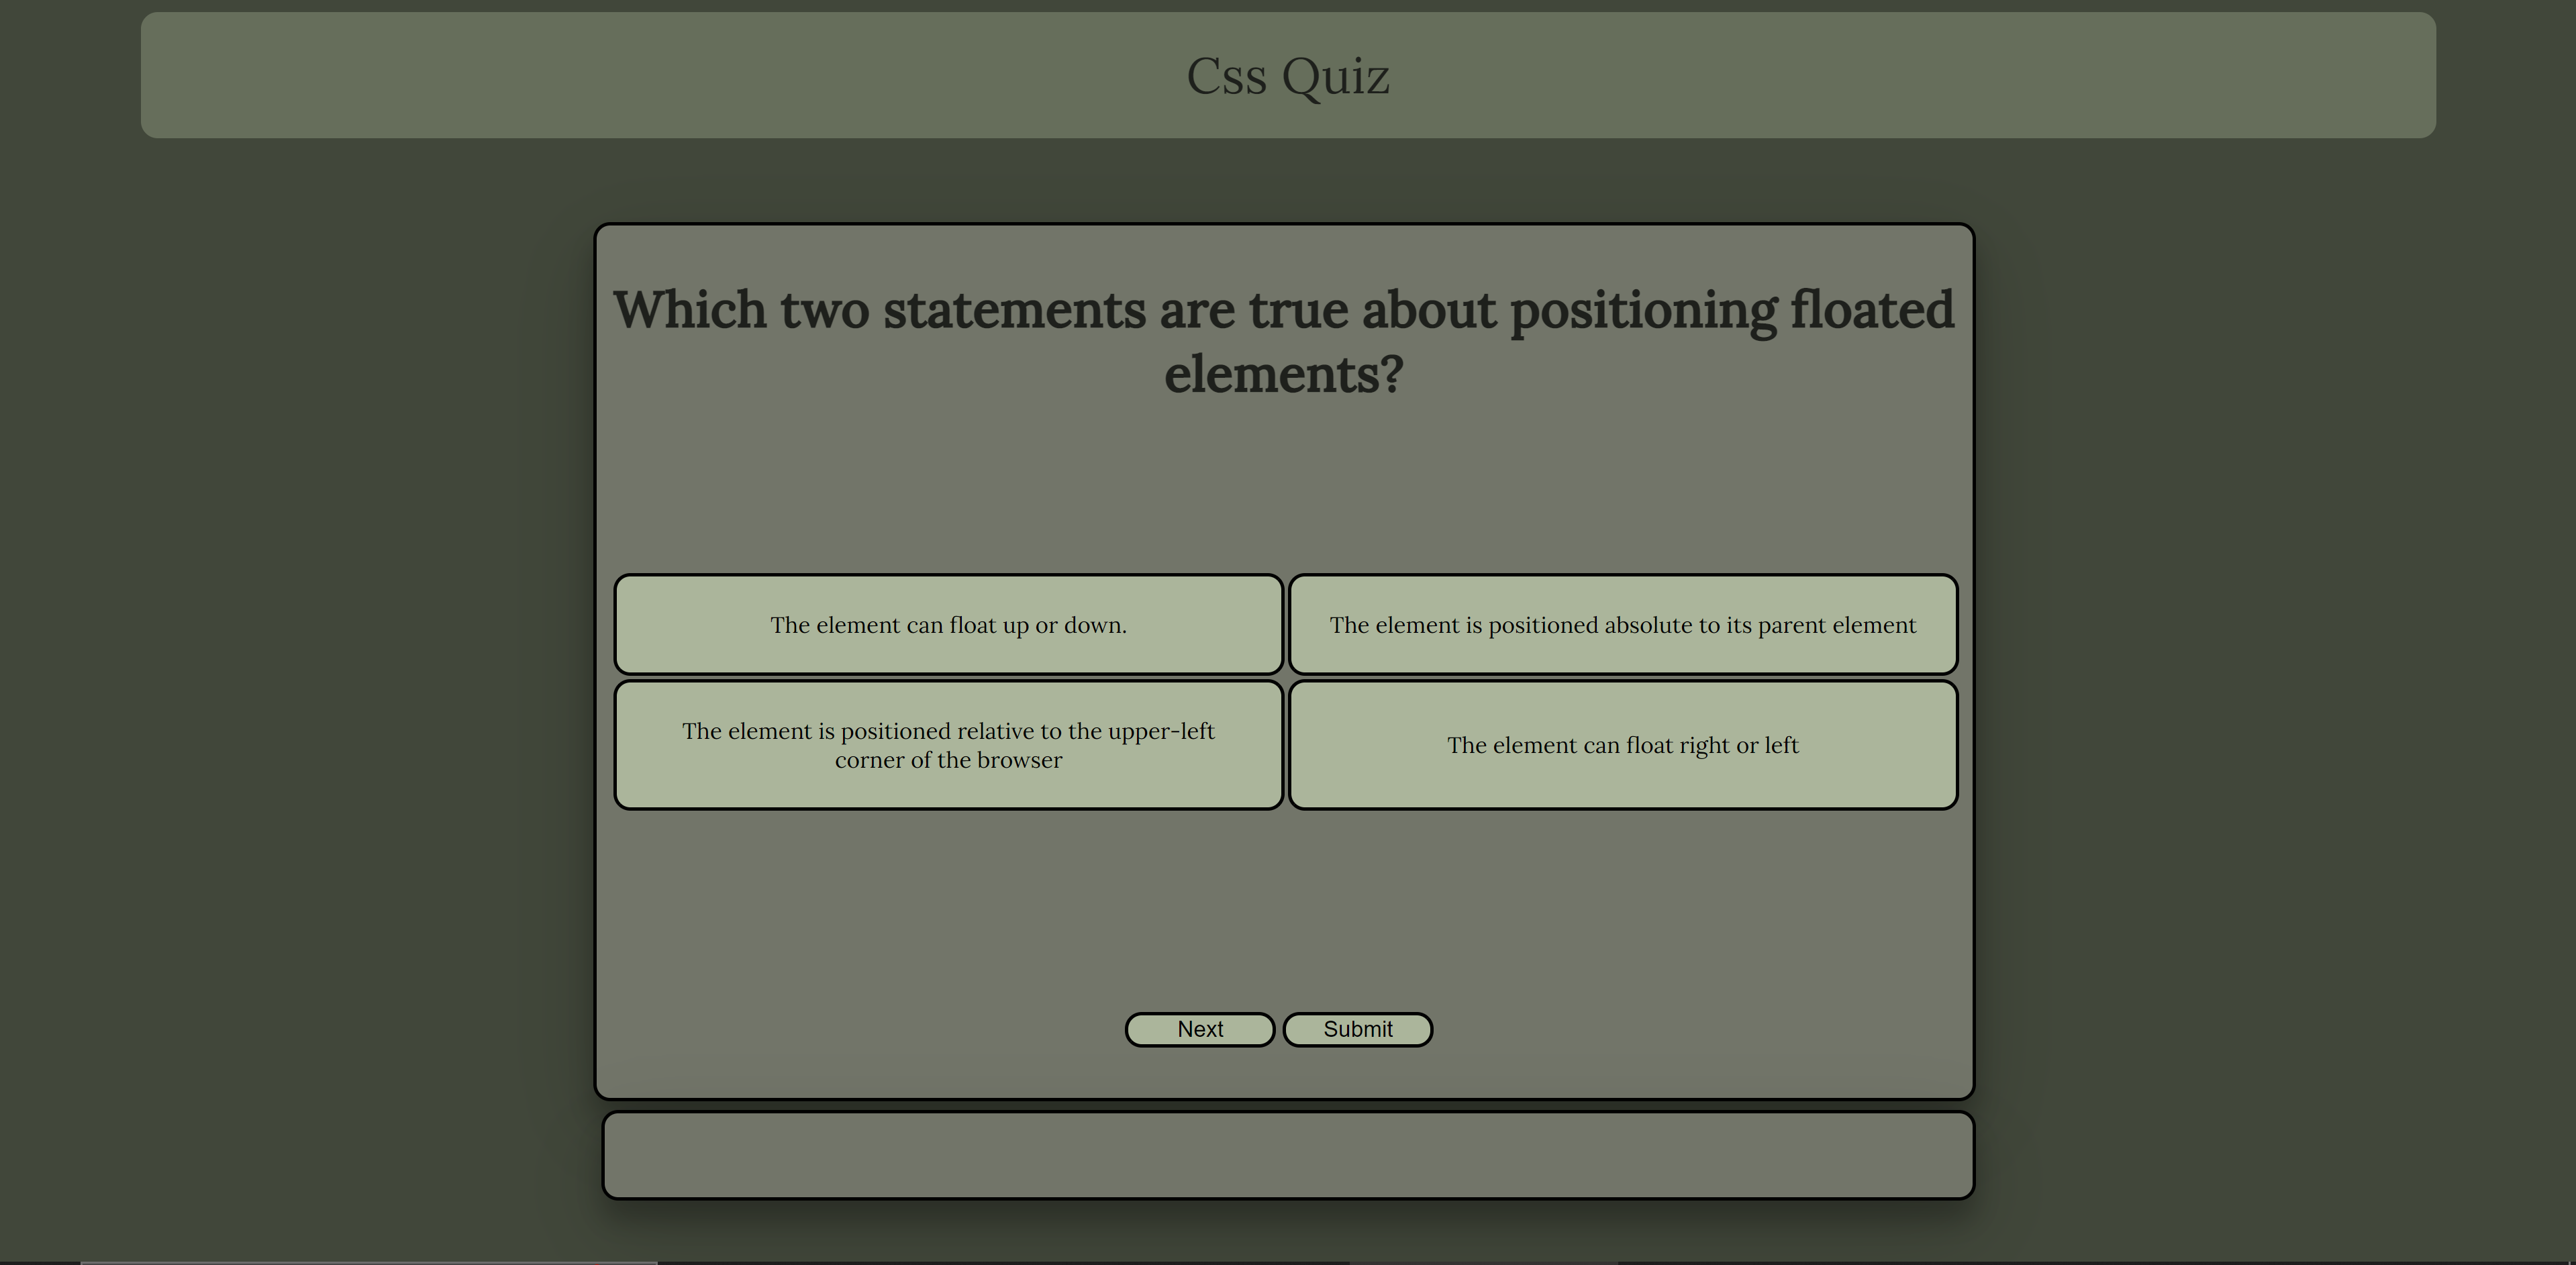 Css Quiz
Which two statements are true about positioning floated
elements?
The element can float up or down.
The element is positioned absolute to its parent element
The element is positioned relative to the upper-left
corner of the browser
The element can float right or left
Next
Submit